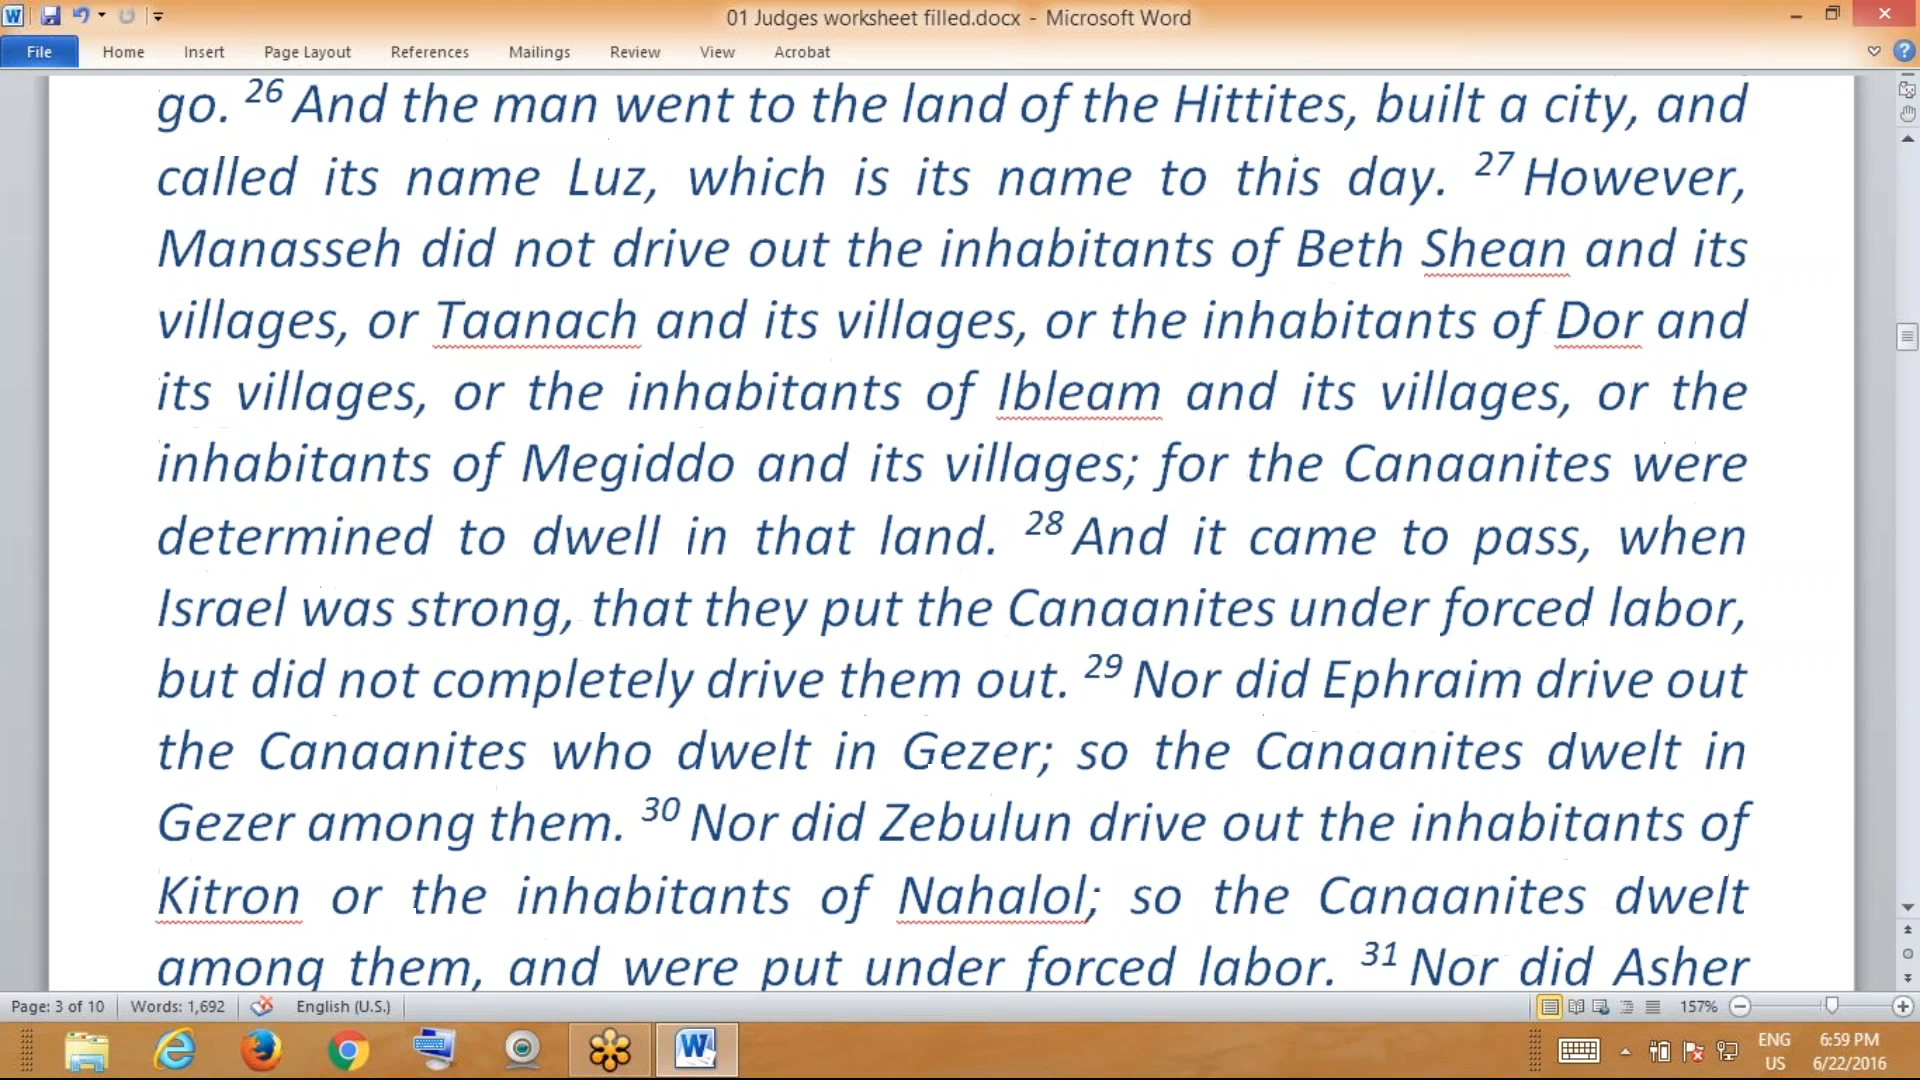 01 Judges worksheet filled.docx - Microsoft Word
File Home Insert Page Layout References Mailings Review View Acrobat
go. 26 And the man went to the land of the Hittites, built a city, and
called its name Luz, which is its name to this day. 27 However,
Manasseh did not drive out the inhabitants of Beth Shean and its
villages, or Taanach and its villages, or the inhabitants of Dor and
its villages, or the inhabitants of Ibleam and its villages, or the
inhabitants of Megiddo and its villages; for the Canaanites were
determined to dwell in that land. 28 And it came to pass, when
Israel was strong, that they put the Canaanites under forced labor,
but did not completely drive them out. 29 Nor did Ephraim drive out
the Canaanites who dwelt in Gezer; so the Canaanites dwelt in
Gezer among them. 30 Nor did Zebulun drive out the inhabitants of
Kitron or the inhabitants of Nahalol; so the Canaanites dwelt
among them, and were put under forced labor. 31 Nor did Asher
Page: 3 of 10 Words: 1,692 English (U.S.) 157%
ENG 6:59 PM
US 6/22/2016